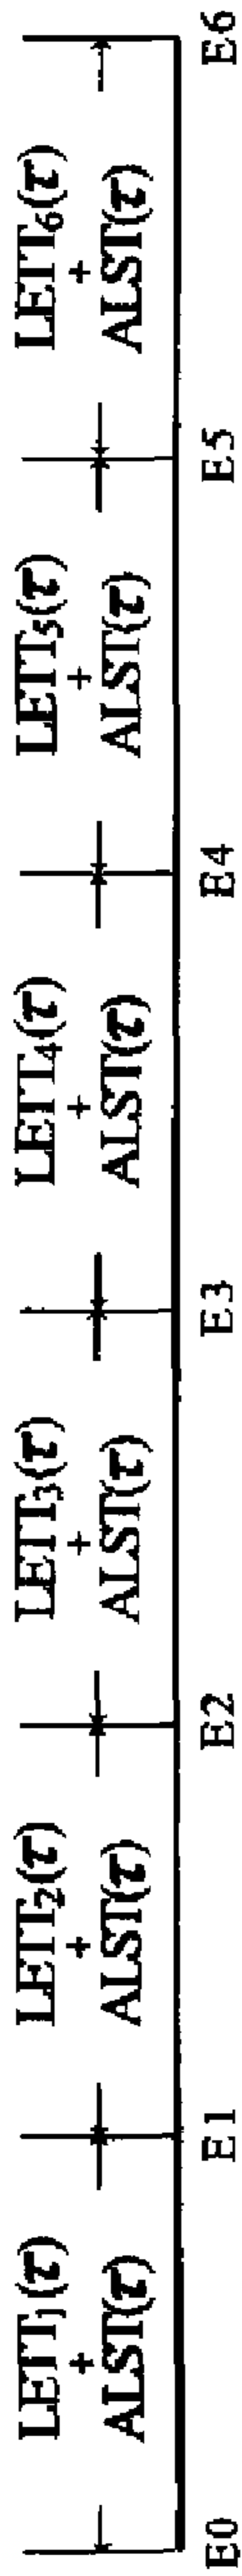 LETT₁(τ) LETT₂(τ) LETT₃(τ) LETT₄(τ) LETT₅(τ) LETT₆(τ)
+ + + + + +
ALST(τ) ALST(τ) ALST(τ) ALST(τ) ALST(τ) ALST(τ)
E0 E1 E2 E3 E4 E5 E6